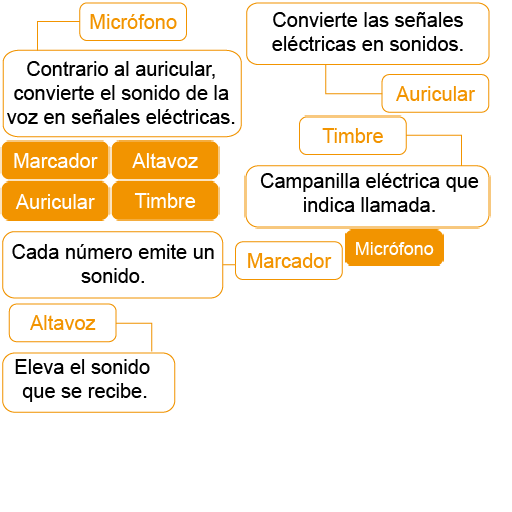 Micrófono
Contrario al auricular,
convierte el sonido de la
voz en señales eléctricas.
Convierte las señales
eléctricas en sonidos.
Auricular
Timbre
Campanilla eléctrica que
indica llamada.
Marcador
Altavoz
Auricular
Timbre
Micrófono
Cada número emite un
sonido.
Marcador
Altavoz
Eleva el sonido
que se recibe.